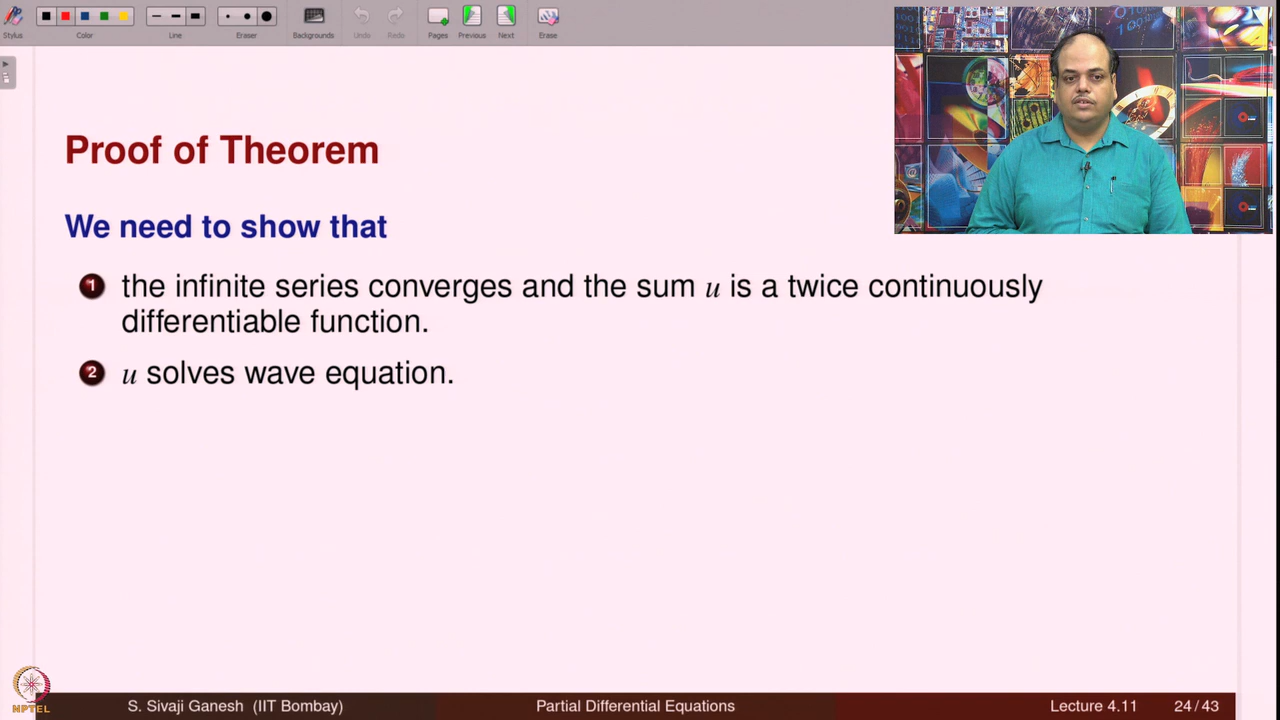 Stylus
Color
Line
Eraser
Backgrounds
Undo
Redo
Pages
Previous
Next
Erase
Proof of Theorem
We need to show that
1 the infinite series converges and the sum u is a twice continuously
differentiable function.
2 u solves wave equation.
NPTEL
S. Sivaji Ganesh (IIT Bombay)
Partial Differential Equations
Lecture 4.11
24/43